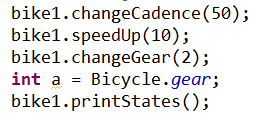 bike1.changeCadence(50);
bike1.speedUp(10);
bike1.changeGear(2);
int a = Bicycle.gear;
bike1.printStates();